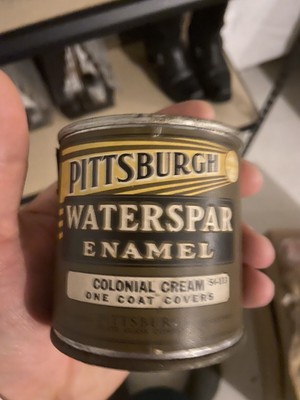 PITTSBURGH
WATERSPAR
ENAMEL
COLONIAL CREAM
ONE COAT COVERS